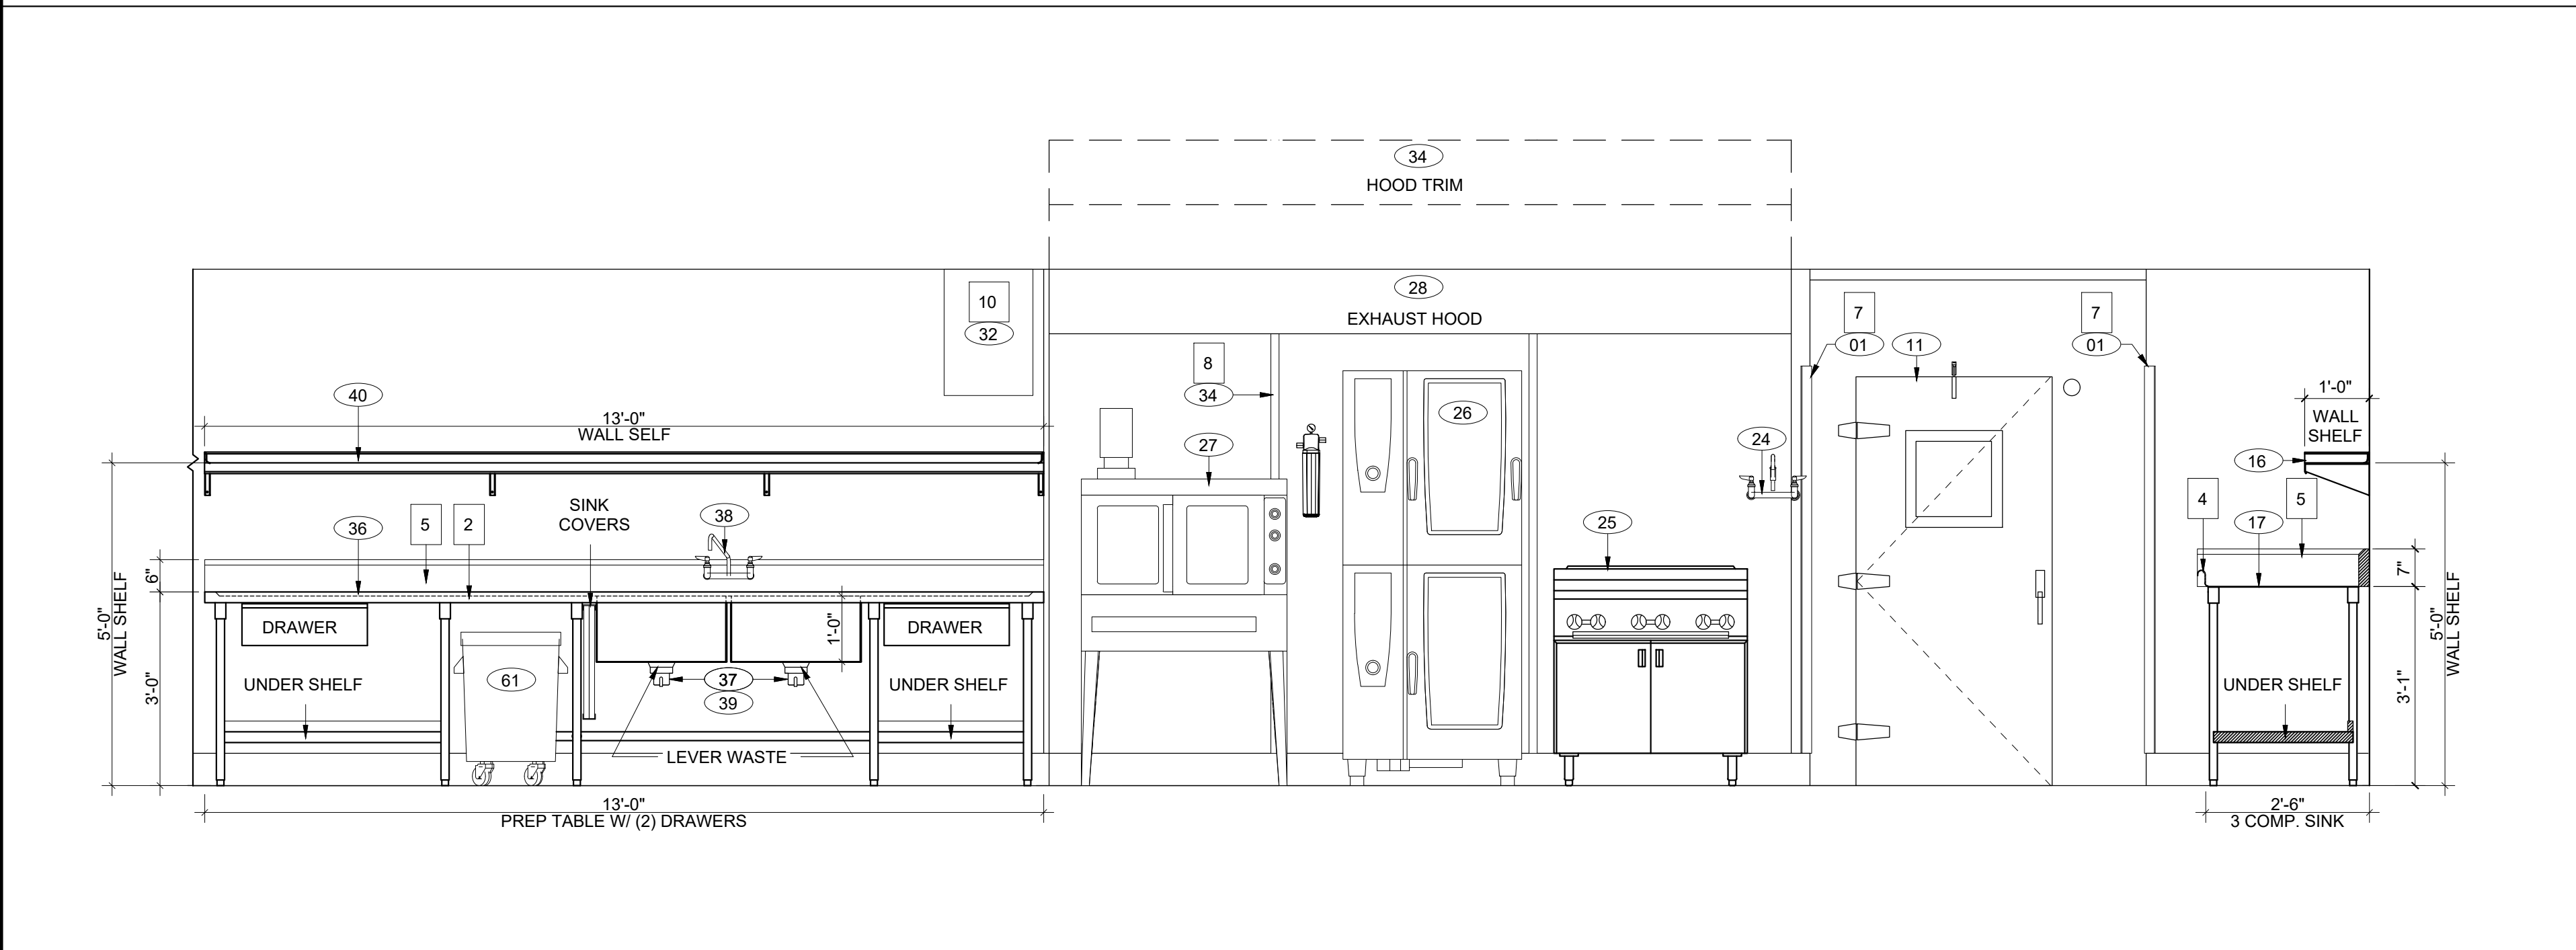 34
HOOD TRIM
28
EXHAUST HOOD
10
32
7
01
11
7
01
8
34
40
13'-0"
WALL SELF
26
27
24
1'-0"
WALL
SHELF
16
SINK
COVERS
36
5
2
38
25
4
5
17
6"
7"
5'-0"
WALL SHELF
3'-0"
DRAWER
1'-0"
DRAWER
UNDER SHELF
61
37
39
UNDER SHELF
LEVER WASTE
UNDER SHELF
3'-1"
5'-0"
WALL SHELF
13'-0"
PREP TABLE W/ (2) DRAWERS
2'-6"
3 COMP. SINK